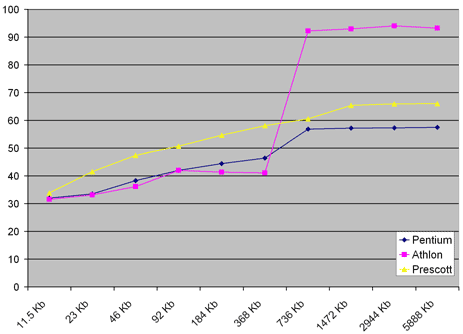 100
90
80
70
60
50
40
30
20
10
0
11.5 Kb
23 Kb
46 Kb
92 Kb
184 Kb
368 Kb
736 Kb
1472 Kb
2944 Kb
5888 Kb
Pentium
Athlon
Prescott